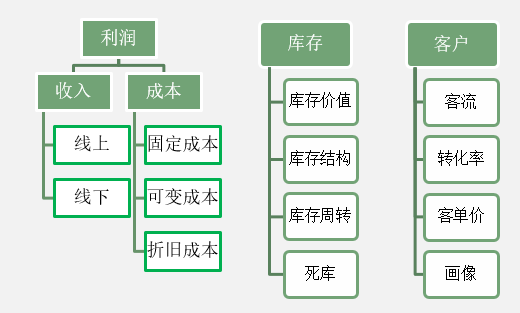 利润
收入
成本
线上
线下
固定成本
可变成本
折旧成本
库存
库存价值
库存结构
库存周转
死库
客户
客流
转化率
客单价
画像